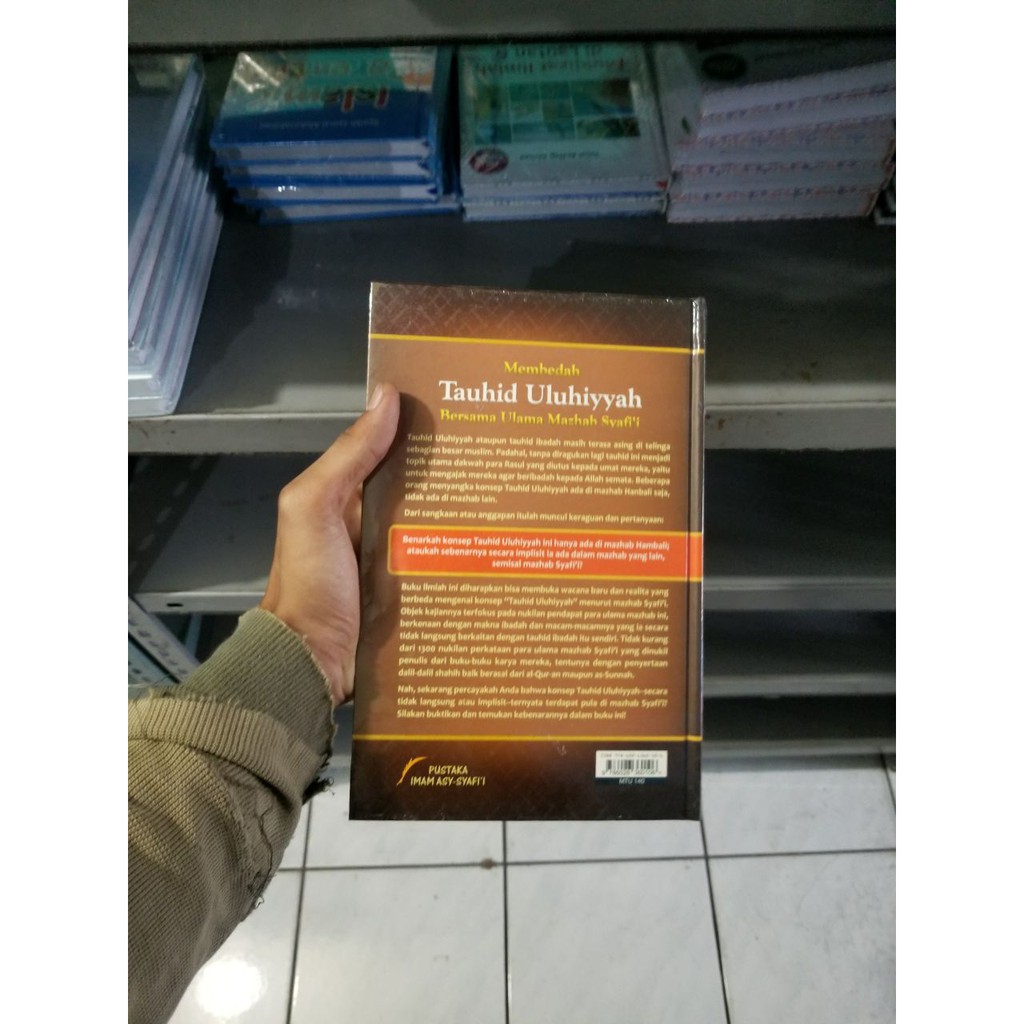 Islam
Membedah
Tauhid Uluhiyyah
Bersama Ulama Mazhab Syafi'i
Tauhid Uluhiyyah ataupun tauhid ibadah masih terasa asing di telinga
sebagian besar muslim. Padahal, tanpa diragukan lagi tauhid ini menjadi
topik utama dakwah para Rasul yang diutus kepada umat mereka, yaitu
untuk mengajak mereka agar beribadah kepada Allah semata. Beberapa
orang menyangka konsep Tauhid Uluhiyyah ada di mazhab Hanbali saja,
tidak ada di mazhab lain.
Dari sangkaan atau anggapan itulah muncul keraguan dan pertanyaan:
Benarkah konsep Tauhid Uluhiyyah ini hanya ada di mazhab Hambali;
ataukah sebenarnya secara implisit ia ada dalam mazhab yang lain,
semisal mazhab Syafi'i?
Buku ilmiah ini diharapkan bisa membuka wacana baru dan realita yang
berbeda mengenai konsep "Tauhid Uluhiyyah" menurut mazhab Syafi'i.
Objek kajiannya terfokus pada nukilan pendapat para ulama mazhab ini,
berkenaan dengan makna ibadah dan macam-macamnya yang ia secara
tidak langsung berkaitan dengan tauhid ibadah itu sendiri. Tidak kurang
dari 1300 nukilan perkataan para ulama mazhab Syafi'i yang dinukil
penulis dari buku-buku karya mereka, tentunya dengan penyertaan
dalil-dalil shahih baik berasal dari al-Qur-an maupun as-Sunnah.
Nah, sekarang percayakah Anda bahwa konsep Tauhid Uluhiyyah–secara
tidak langsung atau implisit–ternyata terdapat pula di mazhab Syafi'i?
Silakan buktikan dan temukan kebenarannya dalam buku ini!
PUSTAKA
IMAM ASY-SYAFI'I
MTU 140